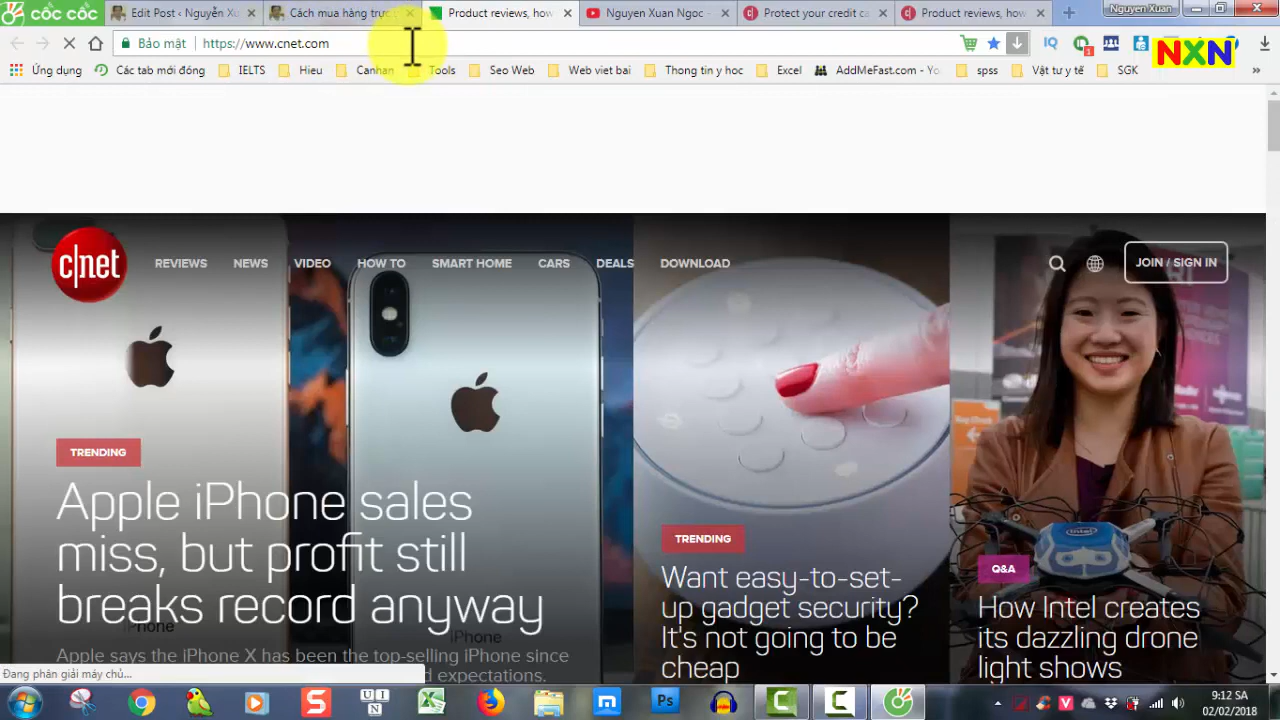 cốc cốc
Edit Post ‹ Nguyễn Xu
Cách mua hàng trực
Product reviews, how
Nguyen Xuan Ngoc
Protect your credit ca
Product reviews, how
Nguyen Xuan
Bảo mật
https://www.cnet.com
NXN
Ứng dụng
Các tab mới đóng
IELTS
Hieu
Canhan
Tools
Seo Web
Web viet bai
Thong tin y hoc
Excel
AddMeFast.com - Yo
spss
Vật tư y tế
SGK
c|net
REVIEWS
NEWS
VIDEO
HOW TO
SMART HOME
CARS
DEALS
DOWNLOAD
JOIN / SIGN IN
TRENDING
Apple iPhone sales
miss, but profit still
breaks record anyway
iPhone
iPhone
Apple says the iPhone X has been the top-selling iPhone since
d expectations.
TRENDING
Want easy-to-set-
up gadget security?
It's not going to be
cheap
intel
Q&A
How Intel creates
its dazzling drone
light shows
Đang phân giải máy chủ...
9:12 SA
02/02/2018